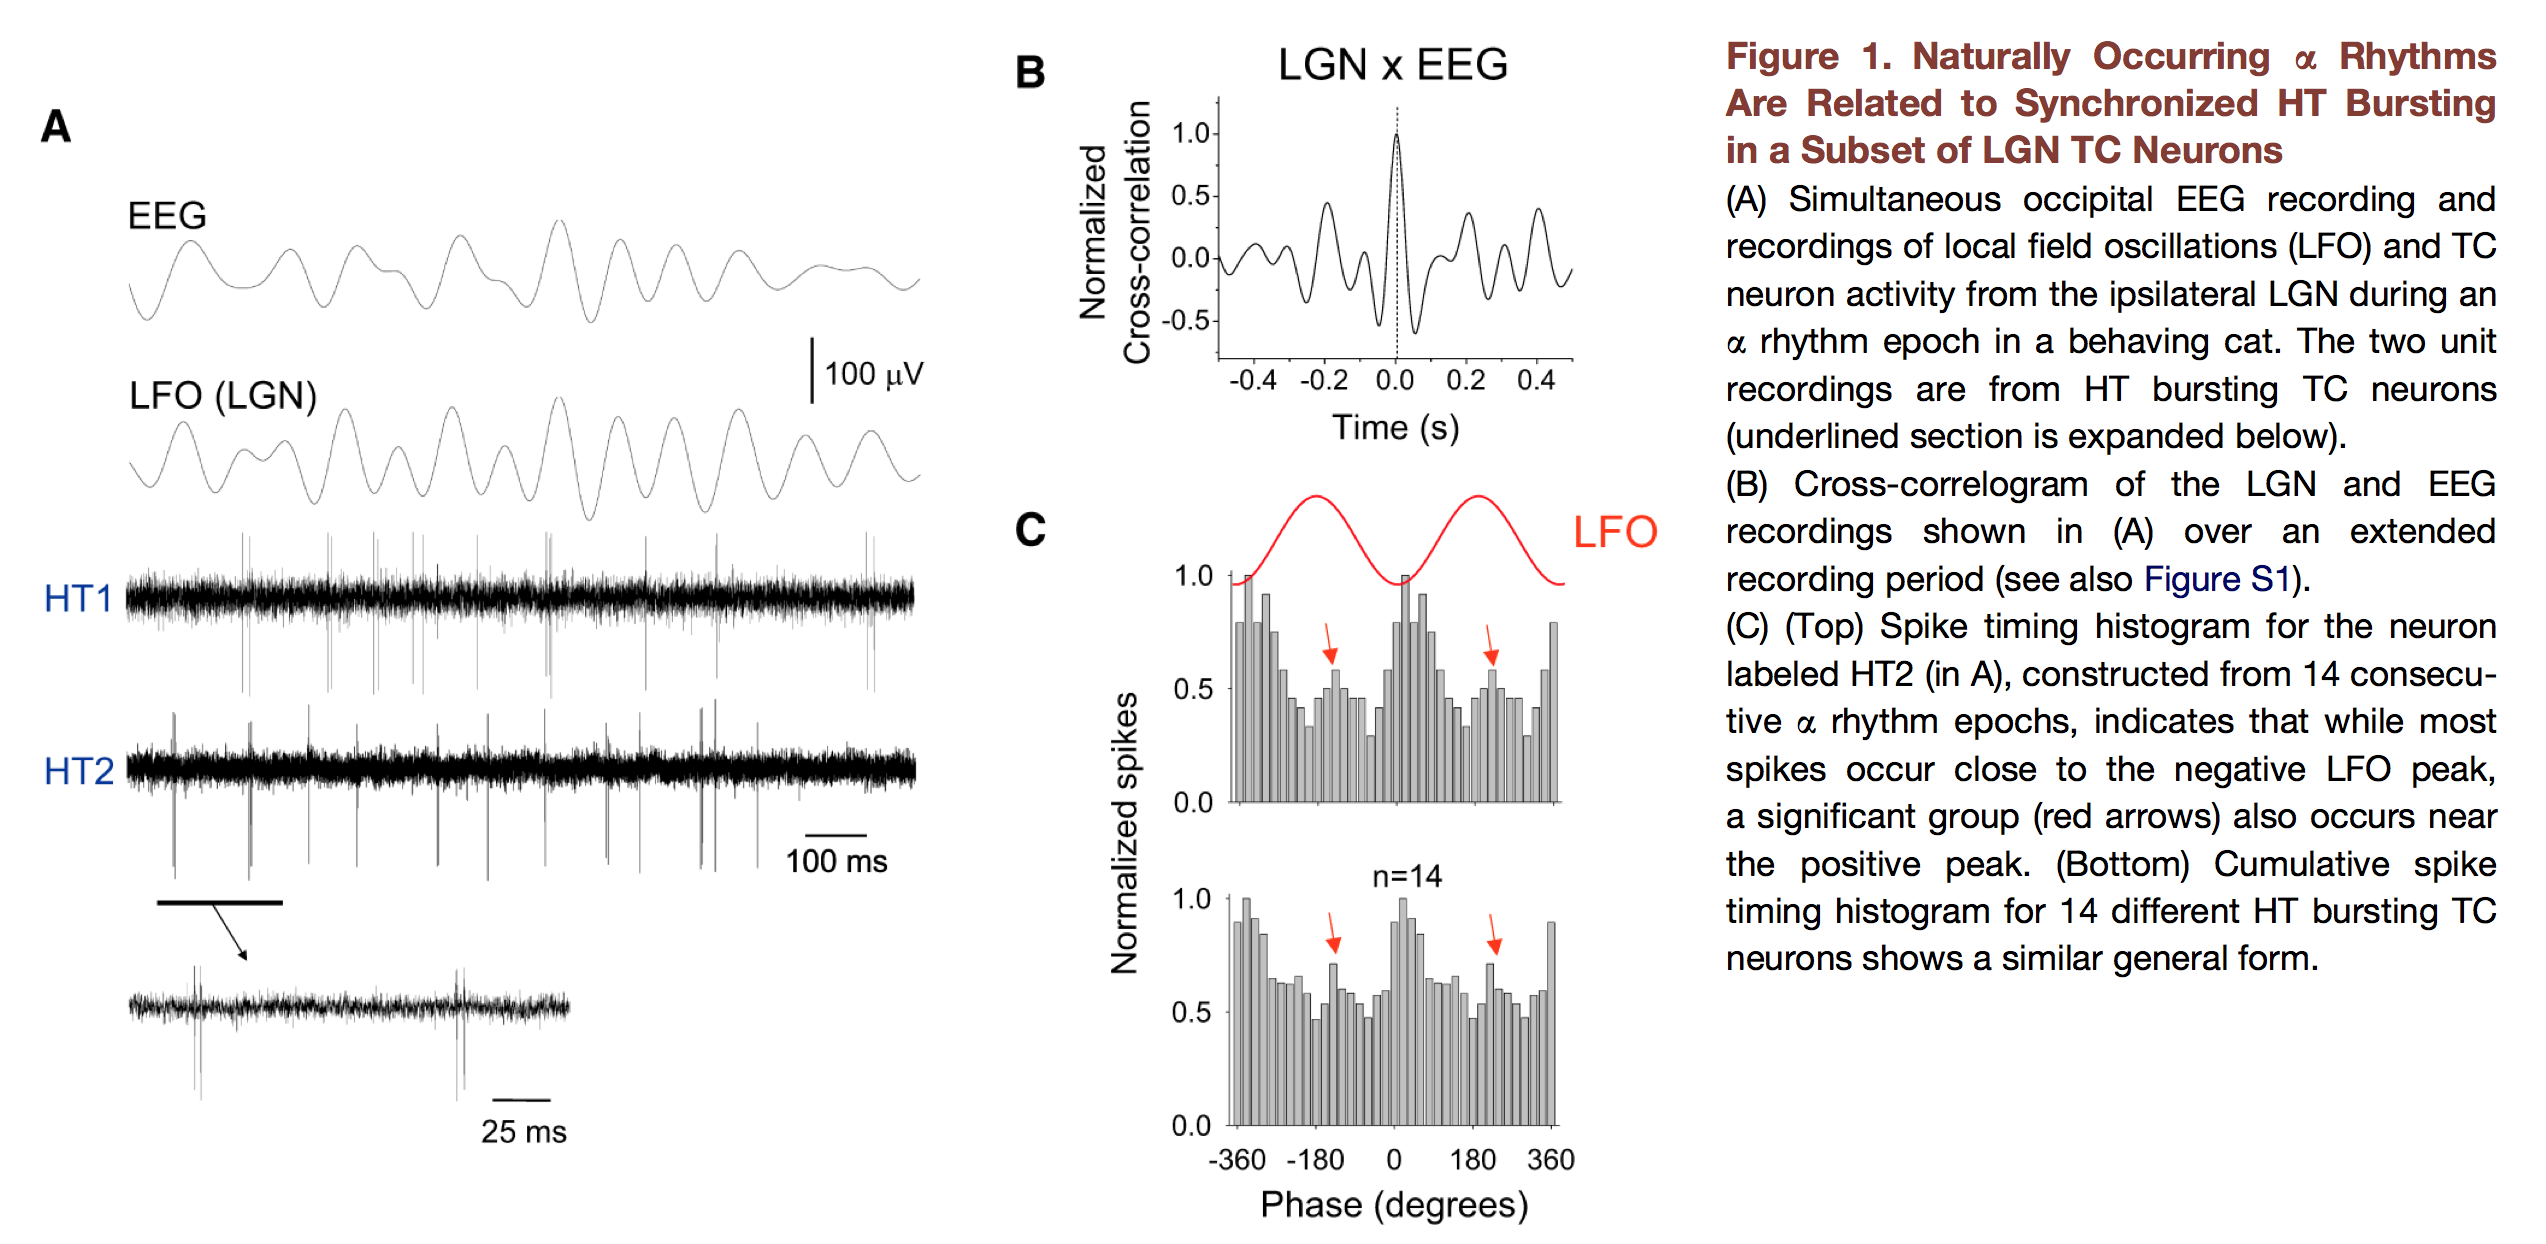 A
EEG
100 µV
LFO (LGN)
HT1
HT2
100 ms
25 ms
B
LGN x EEG
Normalized
Cross-correlation
1.0
0.5
0.0
-0.5
-0.4 -0.2 0.0 0.2 0.4
Time (s)
C
LFO
1.0
0.5
0.0
Normalized spikes
n=14
1.0
0.5
0.0
-360 -180 0 180 360
Phase (degrees)
Figure 1. Naturally Occurring α Rhythms
Are Related to Synchronized HT Bursting
in a Subset of LGN TC Neurons
(A) Simultaneous occipital EEG recording and
recordings of local field oscillations (LFO) and TC
neuron activity from the ipsilateral LGN during an
α rhythm epoch in a behaving cat. The two unit
recordings are from HT bursting TC neurons
(underlined section is expanded below).
(B) Cross-correlogram of the LGN and EEG
recordings shown in (A) over an extended
recording period (see also Figure S1).
(C) (Top) Spike timing histogram for the neuron
labeled HT2 (in A), constructed from 14 consecu-
tive α rhythm epochs, indicates that while most
spikes occur close to the negative LFO peak,
a significant group (red arrows) also occurs near
the positive peak. (Bottom) Cumulative spike
timing histogram for 14 different HT bursting TC
neurons shows a similar general form.